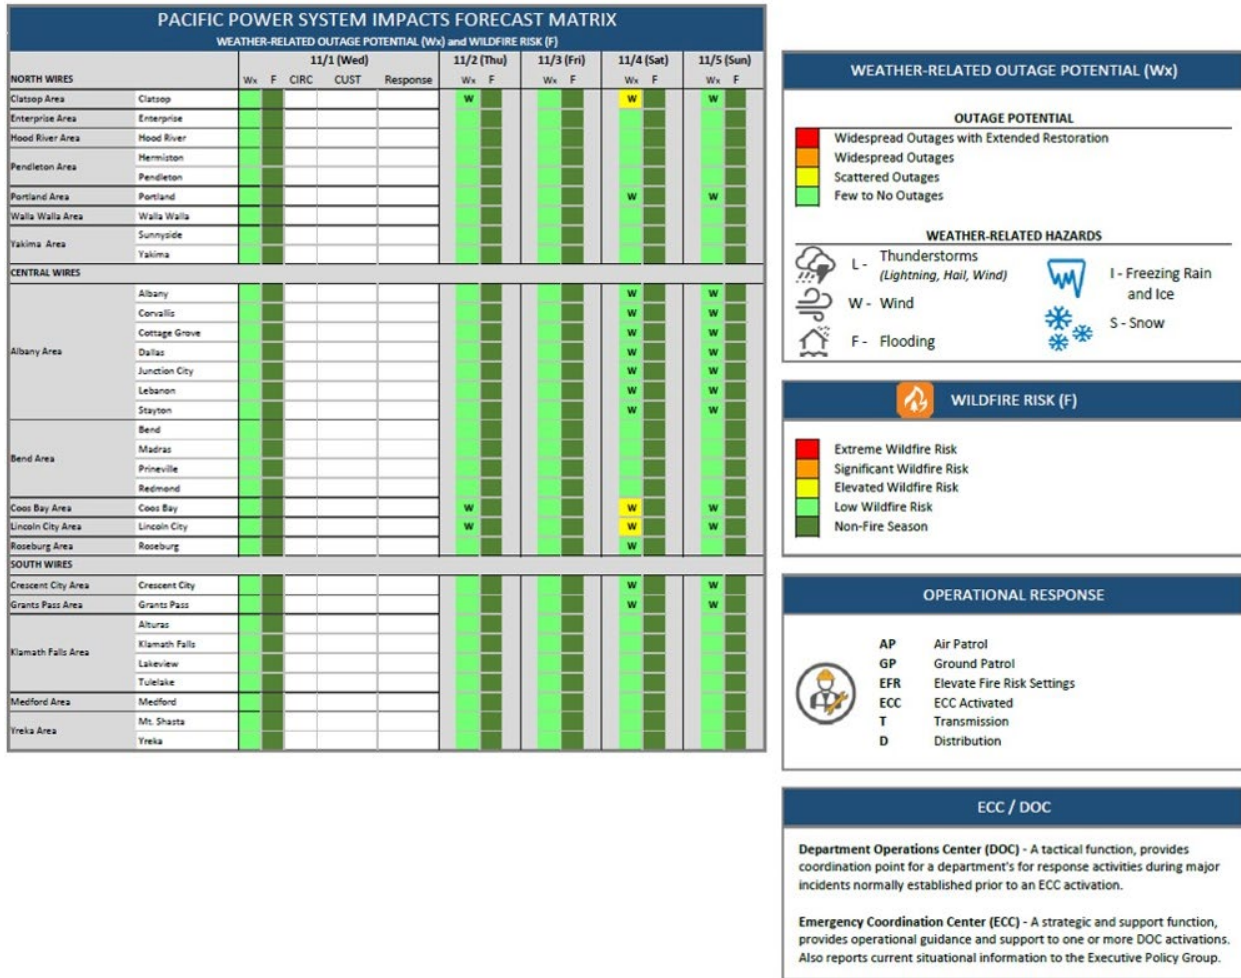 PACIFIC POWER SYSTEM IMPACTS FORECAST MATRIX
WEATHER-RELATED OUTAGE POTENTIAL (Wx) and WILDFIRE RISK (F)
11/1 (Wed) 11/2 (Thu) 11/3 (Fri) 11/4 (Sat) 11/5 (Sun)
NORTH WIRES Wx F CIRC CUST Response Wx F Wx F Wx F Wx F
Clatsop Area Clatsop W W W
Enterprise Area Enterprise
Hood River Area Hood River
Pendleton Area Hermiston
Pendleton
Portland Area Portland W W
Walla Walla Area Walla Walla
Yakima Area Sunnyside
Yakima
CENTRAL WIRES
Albany Area Albany W W
Corvallis W W
Cottage Grove W W
Dallas W W
Junction City W W
Lebanon W W
Stayton W W
Bend Area Bend
Madras
Prineville
Redmond
Coos Bay Area Coos Bay W W W
Lincoln City Area Lincoln City W W W
Roseburg Area Roseburg W
SOUTH WIRES
Crescent City Area Crescent City W W
Grants Pass Area Grants Pass W W
Klamath Falls Area Alturas
Klamath Falls
Lakeview
Tulelake
Medford Area Medford
Yreka Area Mt. Shasta
Yreka
WEATHER-RELATED OUTAGE POTENTIAL (Wx)
OUTAGE POTENTIAL
Widespread Outages with Extended Restoration
Widespread Outages
Scattered Outages
Few to No Outages
WEATHER-RELATED HAZARDS
L - Thunderstorms
(Lightning, Hail, Wind)
W - Wind
F - Flooding
I - Freezing Rain
and Ice
S - Snow
WILDFIRE RISK (F)
Extreme Wildfire Risk
Significant Wildfire Risk
Elevated Wildfire Risk
Low Wildfire Risk
Non-Fire Season
OPERATIONAL RESPONSE
AP Air Patrol
GP Ground Patrol
EFR Elevate Fire Risk Settings
ECC ECC Activated
T Transmission
D Distribution
ECC / DOC
Department Operations Center (DOC) - A tactical function, provides
coordination point for a department's for response activities during major
incidents normally established prior to an ECC activation.
Emergency Coordination Center (ECC) - A strategic and support function,
provides operational guidance and support to one or more DOC activations.
Also reports current situational information to the Executive Policy Group.